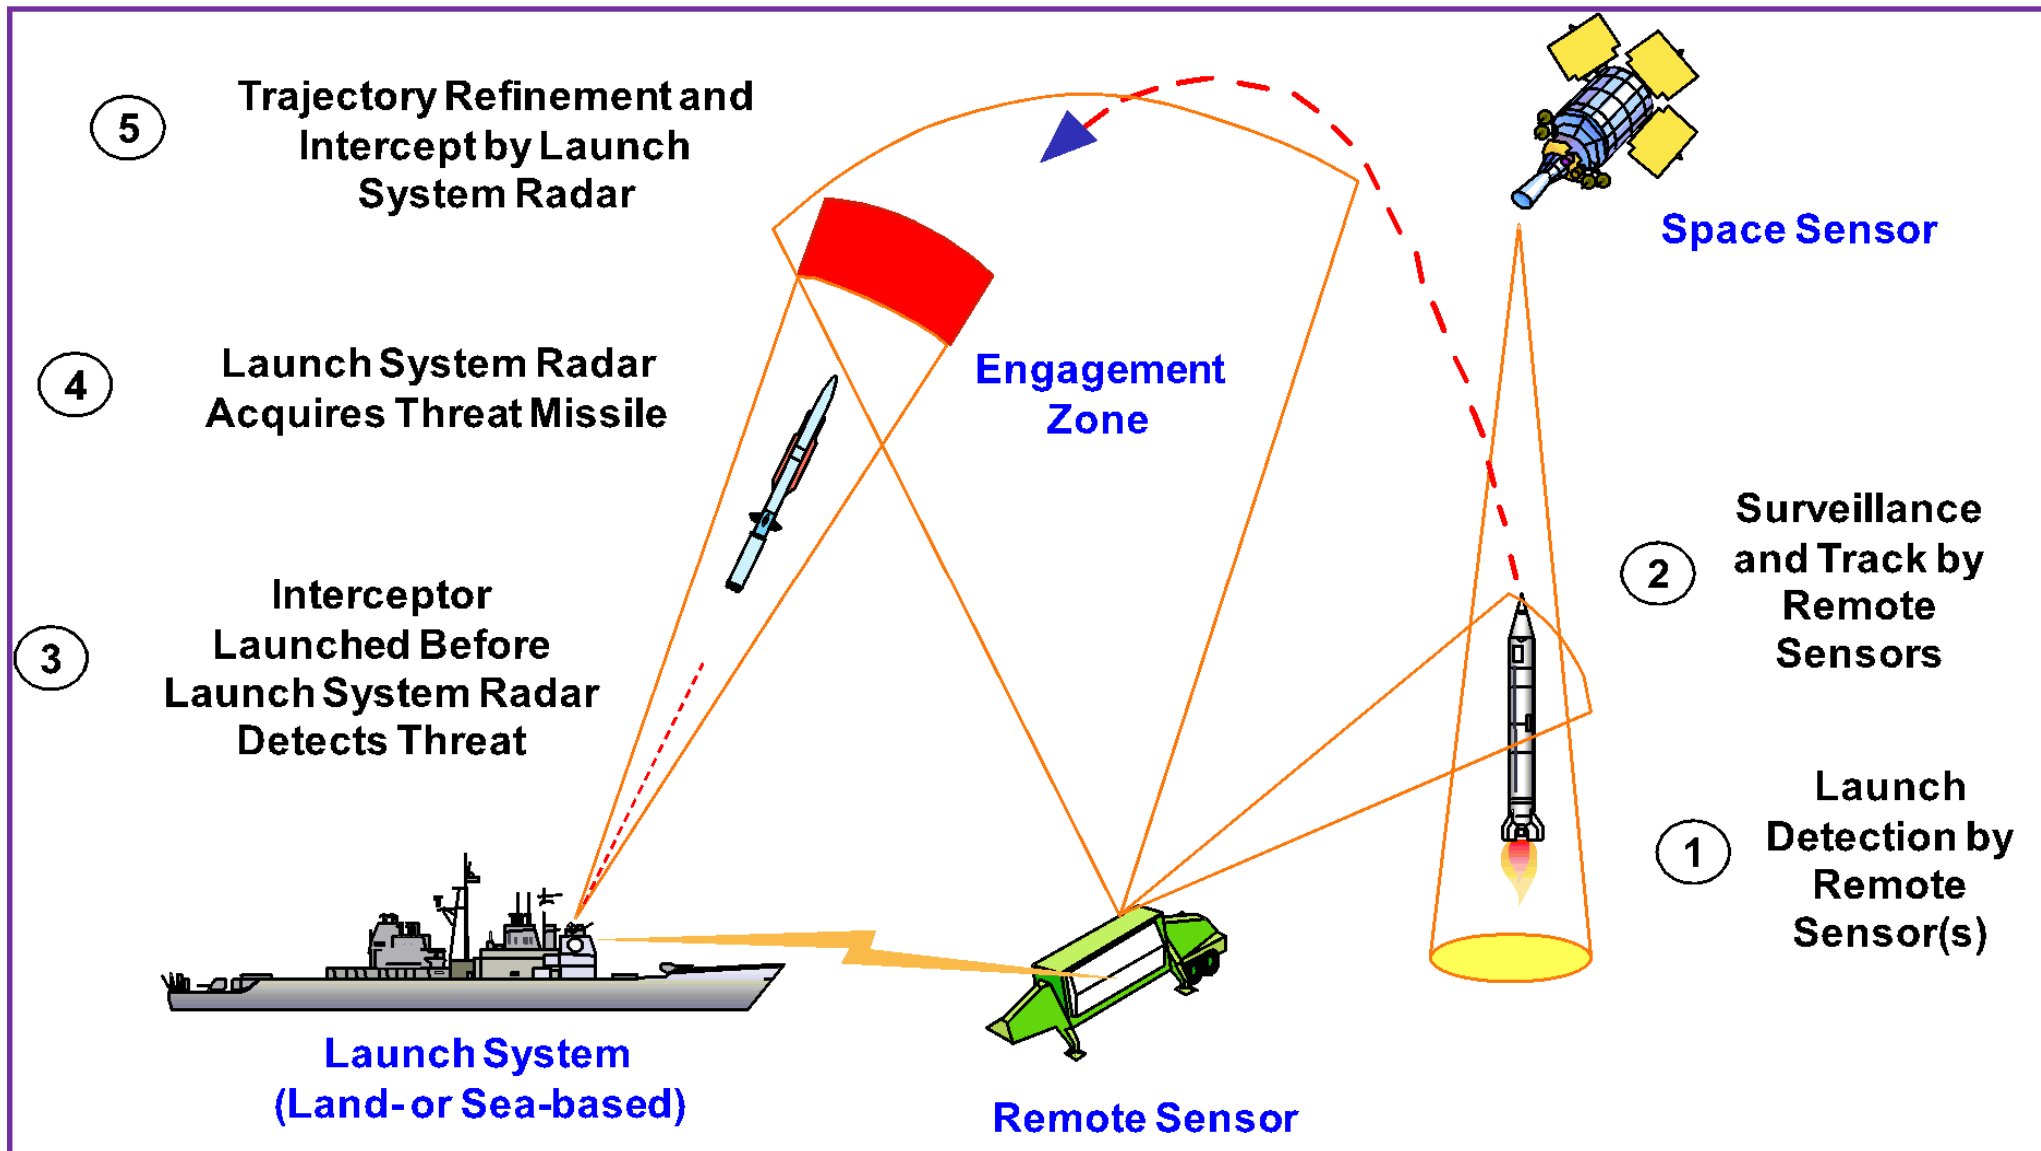 5
Trajectory Refinement and
Intercept by Launch
System Radar
Space Sensor
4
Launch System Radar
Acquires Threat Missile
Engagement
Zone
2
Surveillance
and Track by
Remote
Sensors
3
Interceptor
Launched Before
Launch System Radar
Detects Threat
1
Launch
Detection by
Remote
Sensor(s)
Launch System
(Land- or Sea-based)
Remote Sensor